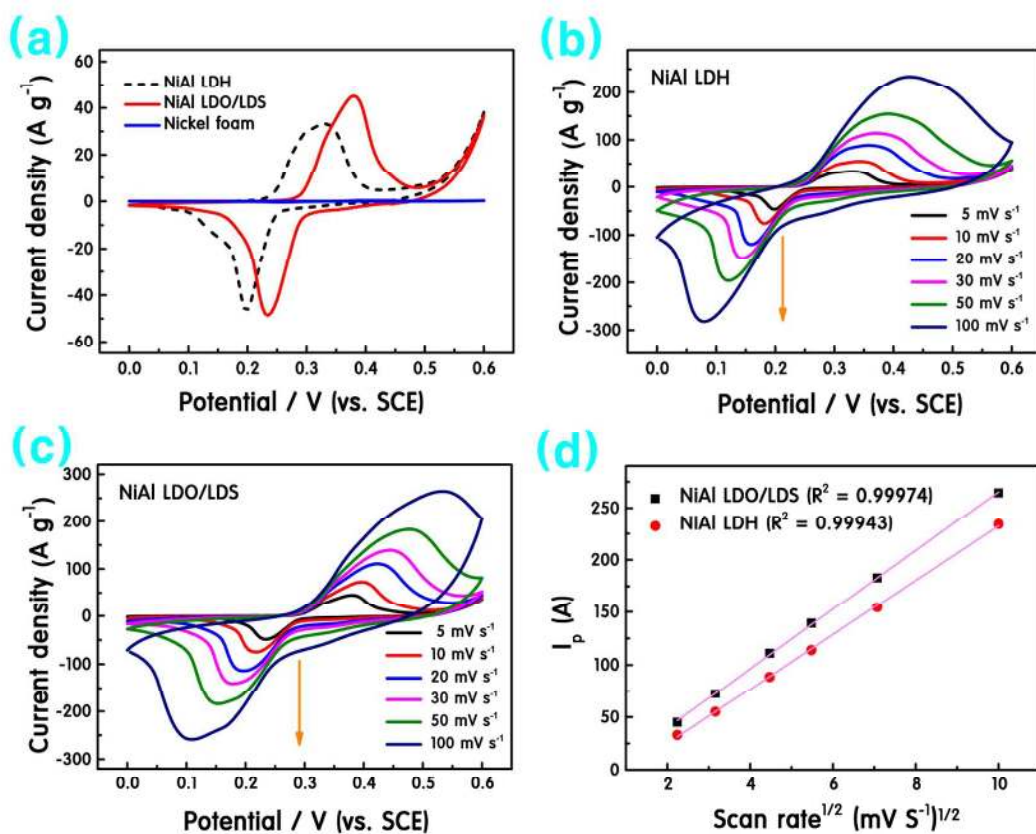 (a)
60
40
20
0
-20
-40
-60
Current density (A g⁻¹)
NiAl LDH
NiAl LDO/LDS
Nickel foam
0.0 0.1 0.2 0.3 0.4 0.5 0.6
Potential / V (vs. SCE)
(b)
200
100
0
-100
-200
-300
Current density (A g⁻¹)
NiAl LDH
5 mV s⁻¹
10 mV s⁻¹
20 mV s⁻¹
30 mV s⁻¹
50 mV s⁻¹
100 mV s⁻¹
0.0 0.1 0.2 0.3 0.4 0.5 0.6
Potential / V (vs. SCE)
(c)
300
200
100
0
-100
-200
-300
Current density (A g⁻¹)
NiAl LDO/LDS
5 mV s⁻¹
10 mV s⁻¹
20 mV s⁻¹
30 mV s⁻¹
50 mV s⁻¹
100 mV s⁻¹
0.0 0.1 0.2 0.3 0.4 0.5 0.6
Potential / V (vs. SCE)
(d)
250
200
150
100
50
0
Iₚ (A)
NiAl LDO/LDS (R² = 0.99974)
NiAl LDH (R² = 0.99943)
2 4 6 8 10
Scan rate¹ᐟ² (mV S⁻¹)¹ᐟ²